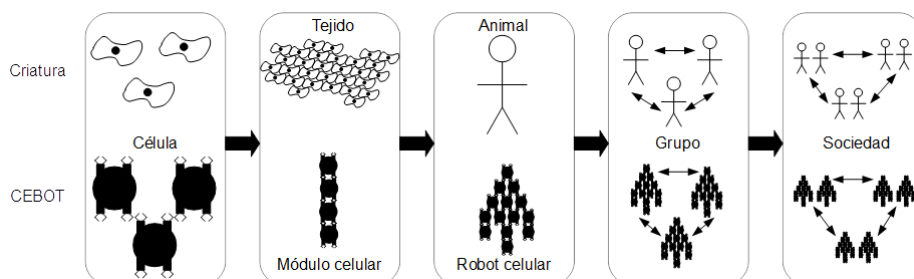 Tejido
Animal
Criatura
Célula
Grupo
Sociedad
CEBOT
Módulo celular
Robot celular